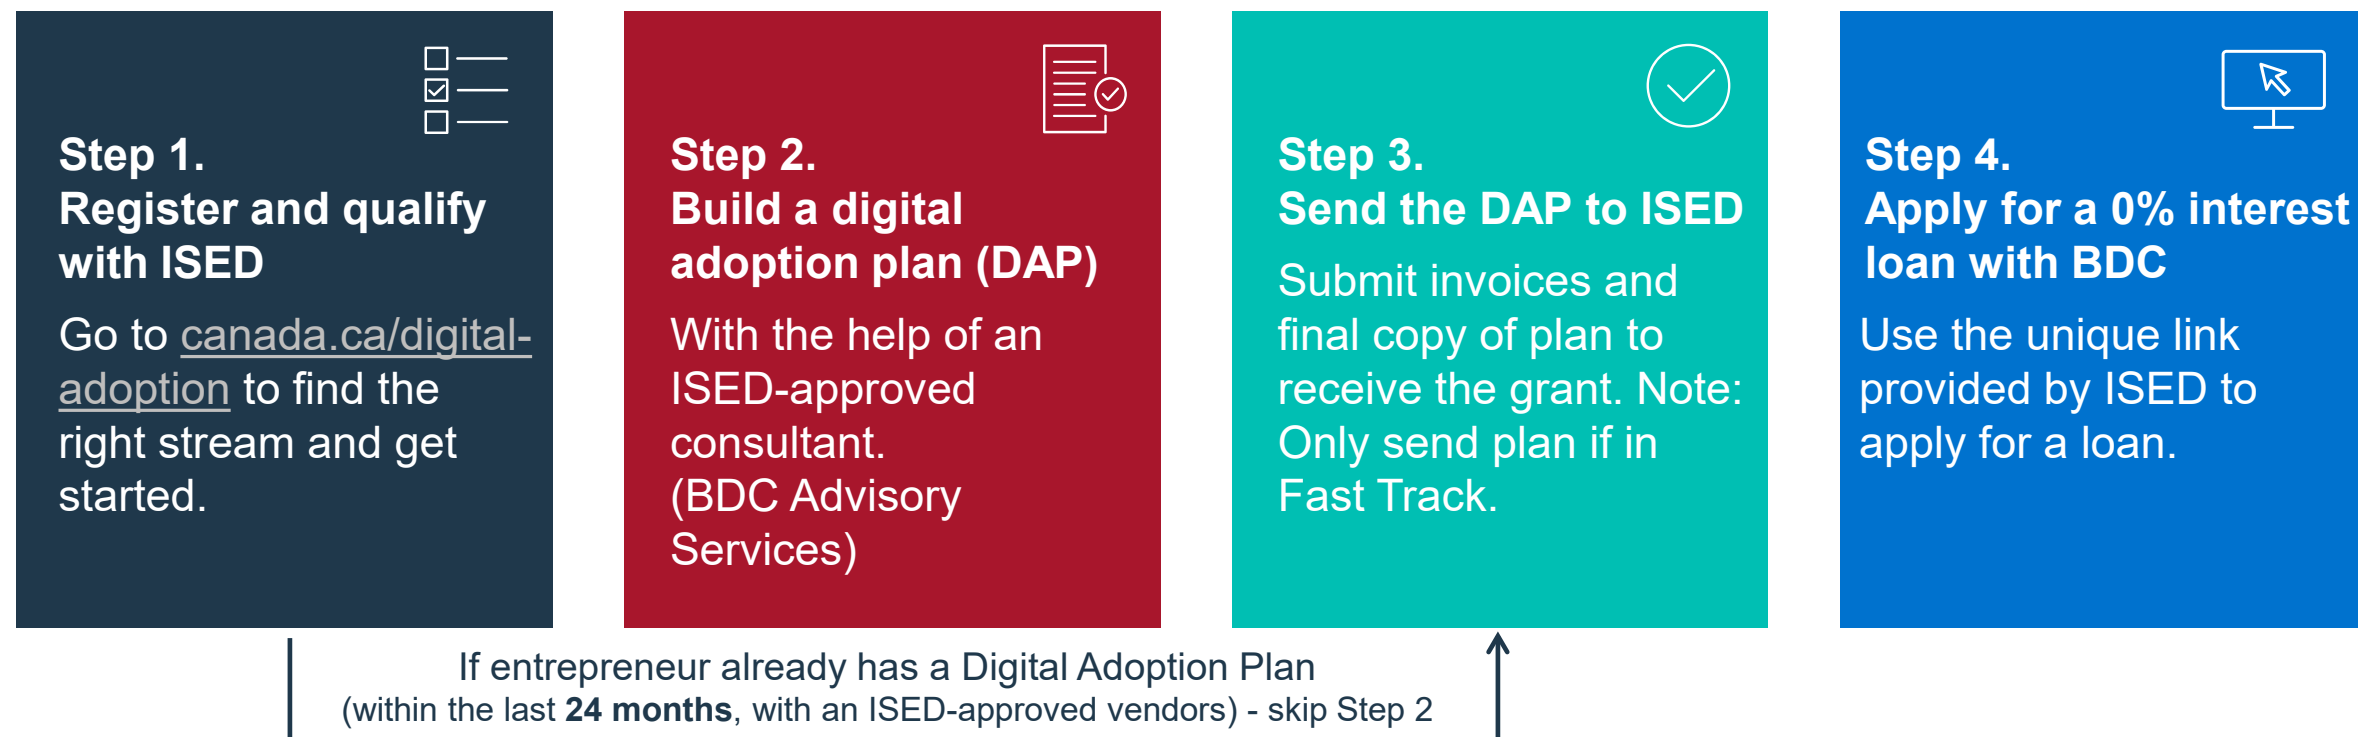 Step 1.
Register and qualify
with ISED
Go to canada.ca/digital-
adoption to find the
right stream and get
started.
Step 2.
Build a digital
adoption plan (DAP)
With the help of an
ISED-approved
consultant.
(BDC Advisory
Services)
Step 3.
Send the DAP to ISED
Submit invoices and
final copy of plan to
receive the grant. Note:
Only send plan if in
Fast Track.
Step 4.
Apply for a 0% interest
loan with BDC
Use the unique link
provided by ISED to
apply for a loan.
If entrepreneur already has a Digital Adoption Plan
(within the last 24 months, with an ISED-approved vendors) - skip Step 2